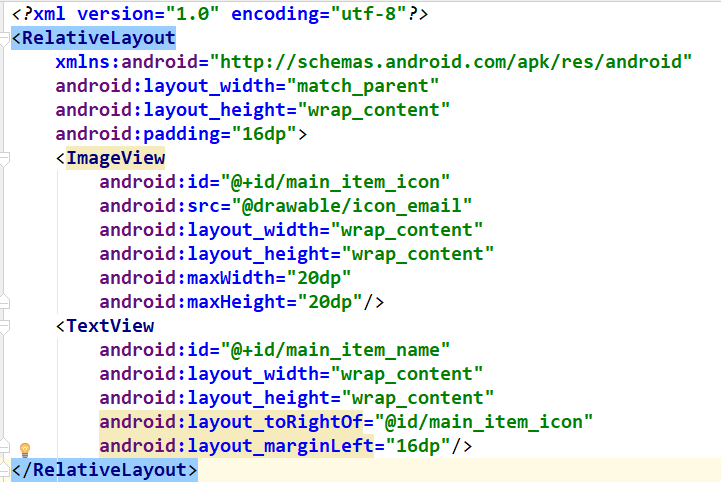 <?xml version="1.0" encoding="utf-8"?>
<RelativeLayout
    xmlns:android="http://schemas.android.com/apk/res/android"
    android:layout_width="match_parent"
    android:layout_height="wrap_content"
    android:padding="16dp">
    <ImageView
        android:id="@+id/main_item_icon"
        android:src="@drawable/icon_email"
        android:layout_width="wrap_content"
        android:layout_height="wrap_content"
        android:maxWidth="20dp"
        android:maxHeight="20dp"/>
    <TextView
        android:id="@+id/main_item_name"
        android:layout_width="wrap_content"
        android:layout_height="wrap_content"
        android:layout_toRightOf="@id/main_item_icon"
        android:layout_marginLeft="16dp"/>
</RelativeLayout>